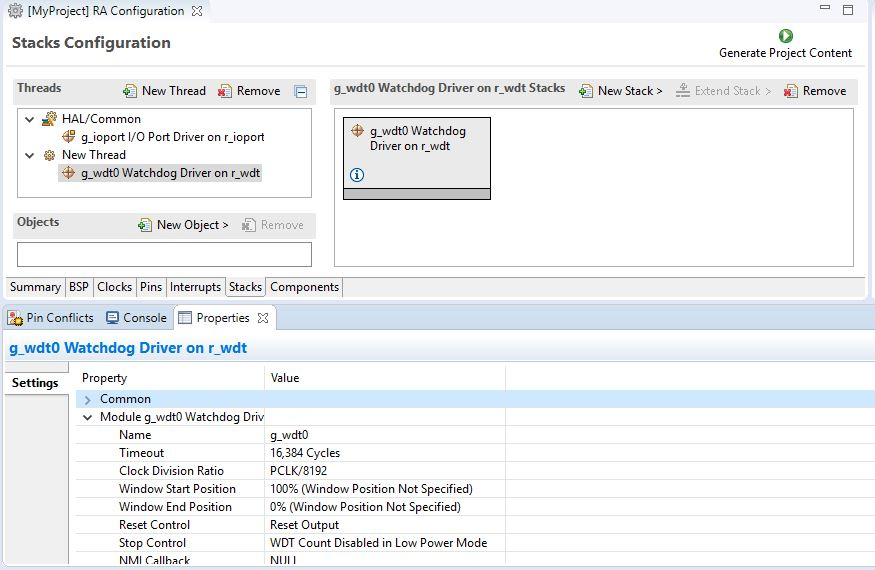 [MyProject] RA Configuration
Stacks Configuration
Generate Project Content
Threads
New Thread
Remove
HAL/Common
g_ioport I/O Port Driver on r_ioport
New Thread
g_wdt0 Watchdog Driver on r_wdt
Objects
New Object >
Remove
g_wdt0 Watchdog Driver on r_wdt Stacks
New Stack >
Extend Stack >
Remove
g_wdt0 Watchdog
Driver on r_wdt
Summary BSP Clocks Pins Interrupts Stacks Components
Pin Conflicts Console Properties
g_wdt0 Watchdog Driver on r_wdt
Settings
Property Value
Common
Module g_wdt0 Watchdog Driv
Name g_wdt0
Timeout 16,384 Cycles
Clock Division Ratio PCLK/8192
Window Start Position 100% (Window Position Not Specified)
Window End Position 0% (Window Position Not Specified)
Reset Control Reset Output
Stop Control WDT Count Disabled in Low Power Mode
NMI Callback NULL